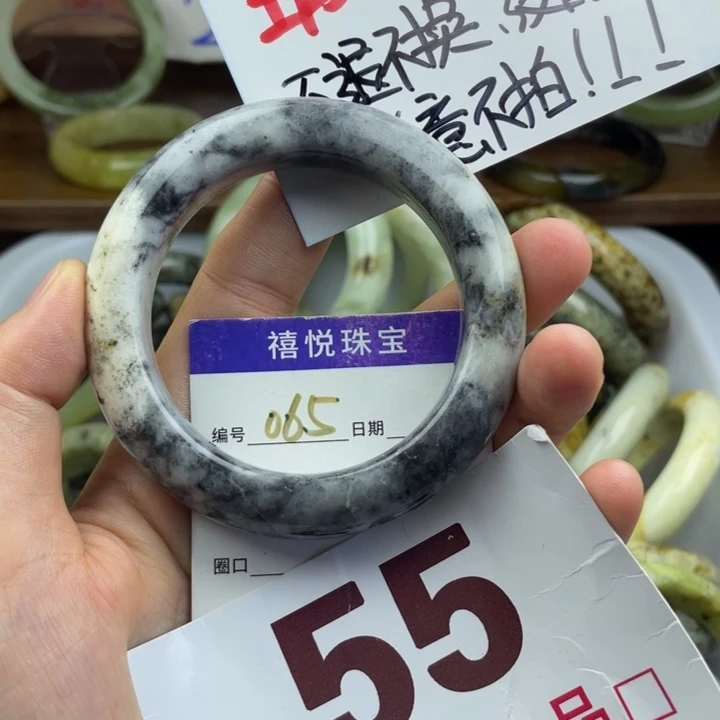 不退不换
意不拍!!!
禧悦珠宝
编号 065 日期
圈口
55
品□